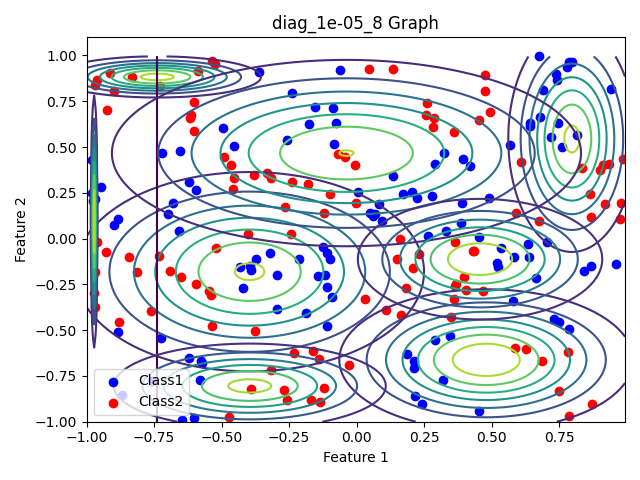 diag_1e-05_8 Graph
1.00
0.75
0.50
0.25
0.00
−0.25
−0.50
−0.75
−1.00
Feature 2
Class1
Class2
−1.00 −0.75 −0.50 −0.25 0.00 0.25 0.50 0.75
Feature 1